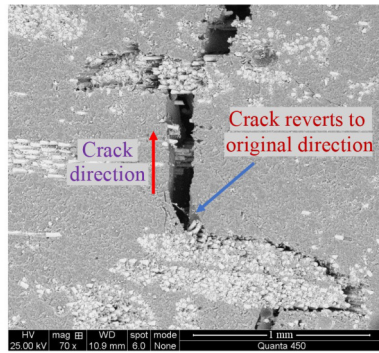 Crack reverts to
original direction
Crack
direction
HV mag ⊞ WD spot mode
25.00 kV 70 x 10.9 mm 6.0 None
1 mm
Quanta 450